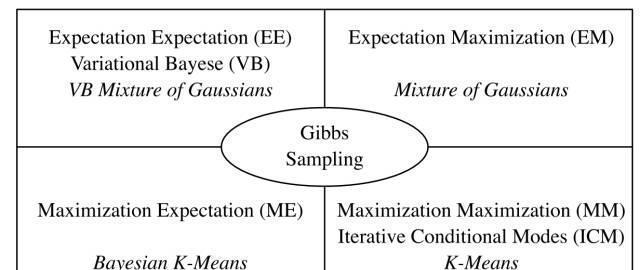 Expectation Expectation (EE)
Variational Bayese (VB)
VB Mixture of Gaussians
Expectation Maximization (EM)
Mixture of Gaussians
Gibbs
Sampling
Maximization Expectation (ME)
Bayesian K-Means
Maximization Maximization (MM)
Iterative Conditional Modes (ICM)
K-Means